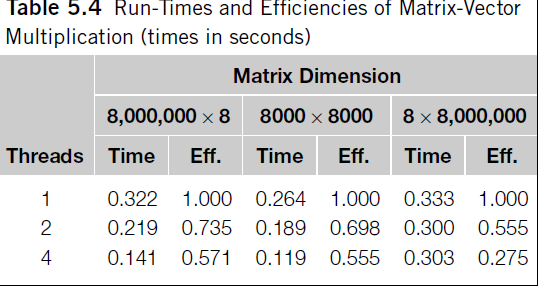 Table 5.4 Run-Times and Efficiencies of Matrix-Vector
Multiplication (times in seconds)
Matrix Dimension
8,000,000 × 8 8000 × 8000 8 × 8,000,000
Threads Time Eff. Time Eff. Time Eff.
1 0.322 1.000 0.264 1.000 0.333 1.000
2 0.219 0.735 0.189 0.698 0.300 0.555
4 0.141 0.571 0.119 0.555 0.303 0.275